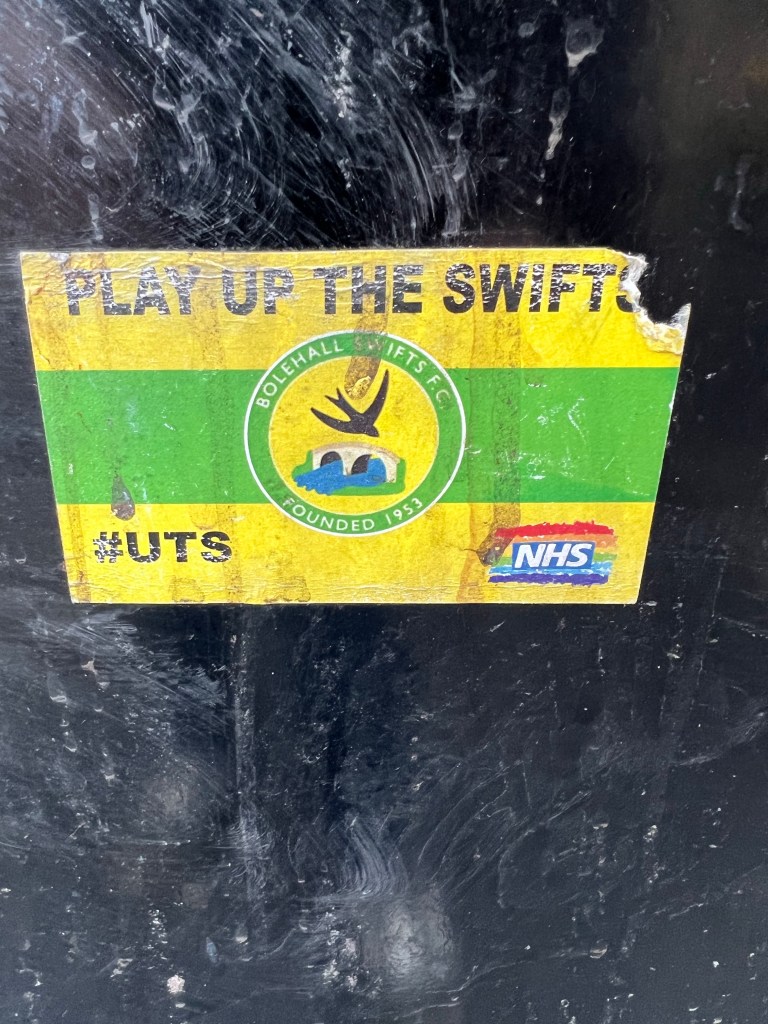 PLAY UP THE SWIFTS
BOLEHALL SWIFTS F.C.
FOUNDED 1953
#UTS
NHS